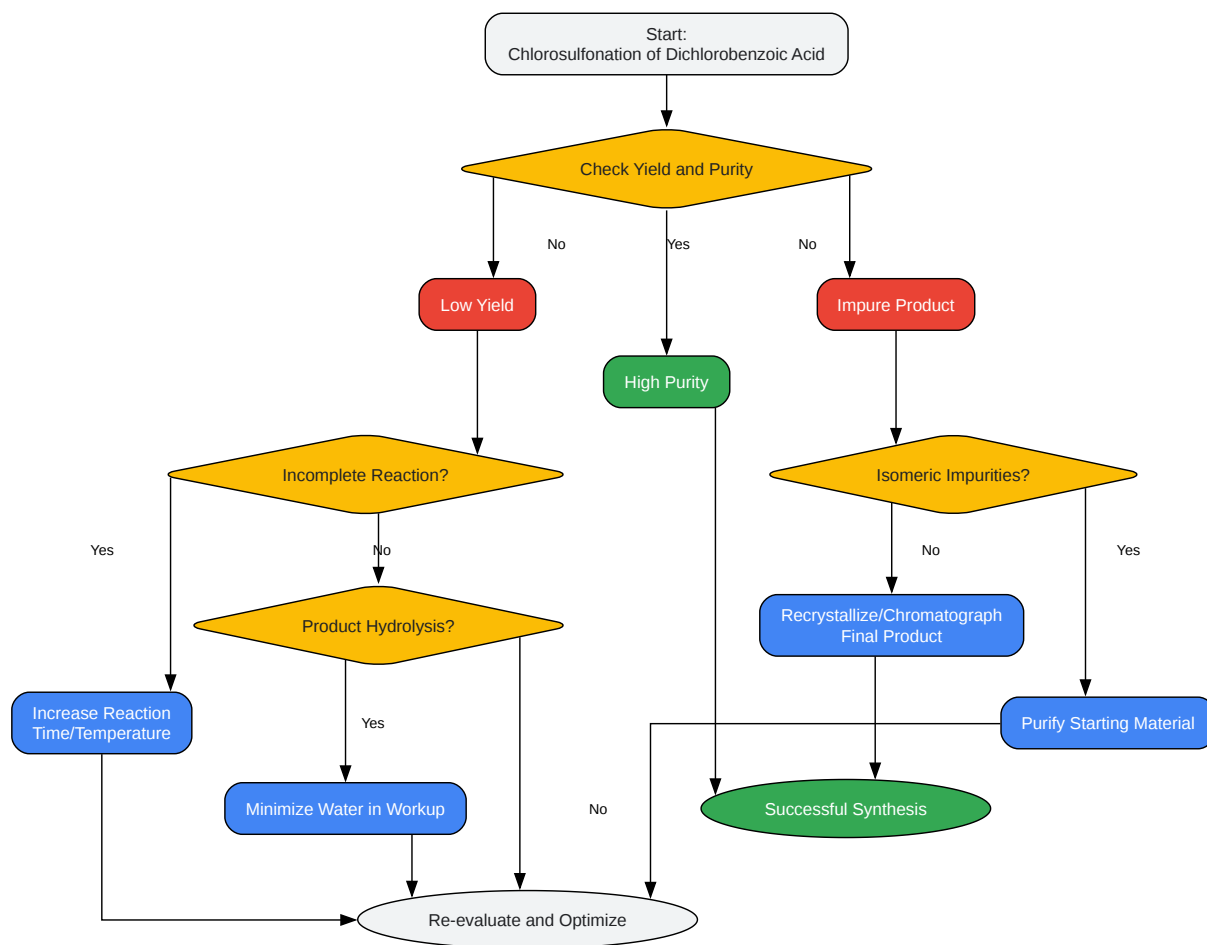 Start:
Chlorosulfonation of Dichlorobenzoic Acid
Check Yield and Purity
No
Yes
No
Low Yield
Impure Product
High Purity
Incomplete Reaction?
Isomeric Impurities?
Yes
No
No
Yes
Product Hydrolysis?
Recrystallize/Chromatograph
Final Product
Increase Reaction
Time/Temperature
Yes
Purify Starting Material
Minimize Water in Workup
No
Successful Synthesis
Re-evaluate and Optimize